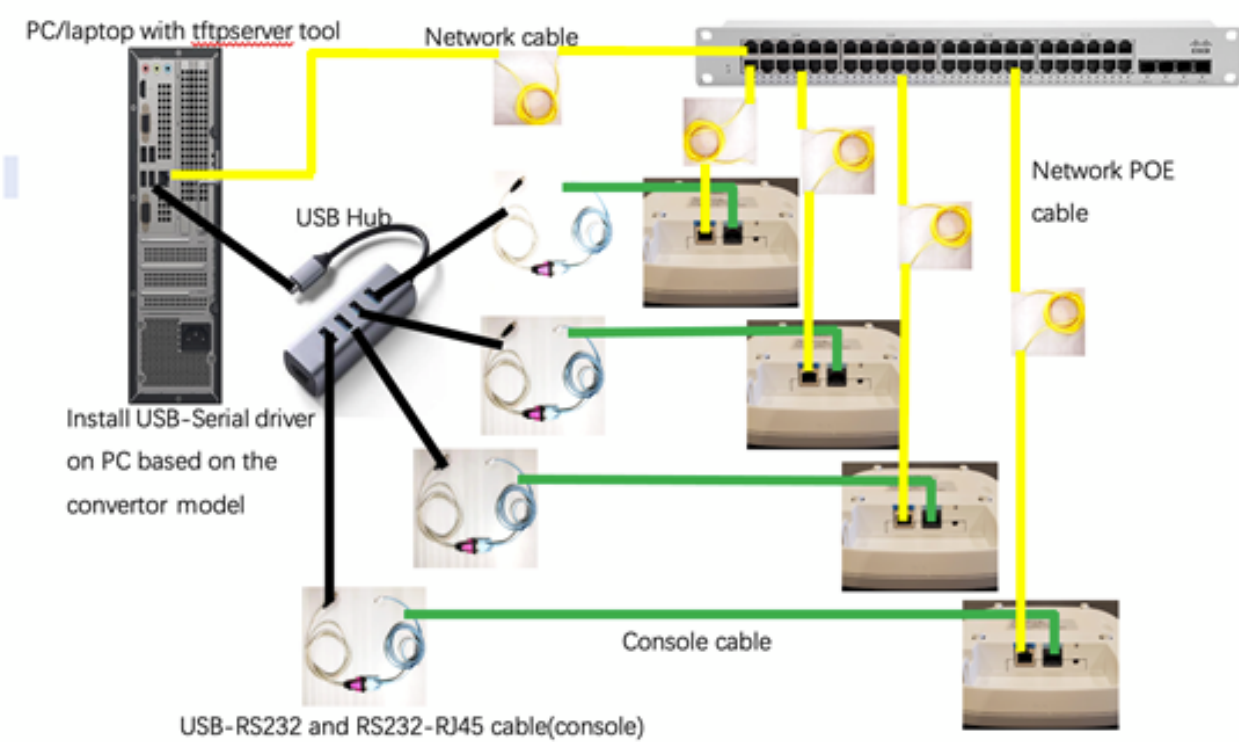 PC/laptop with tftpserver tool
Network cable
Network POE
cable
USB Hub
Install USB-Serial driver
on PC based on the
convertor model
Console cable
USB-RS232 and RS232-RJ45 cable(console)